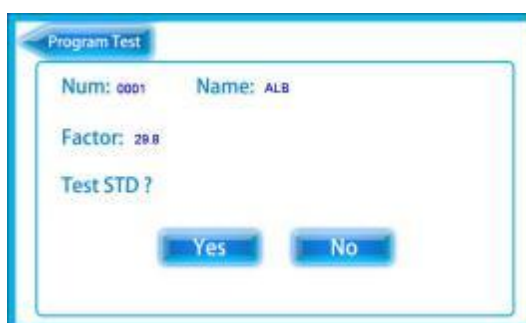 Program Test
Num: 0001 Name: ALB
Factor: 29.8
Test STD ?
Yes No